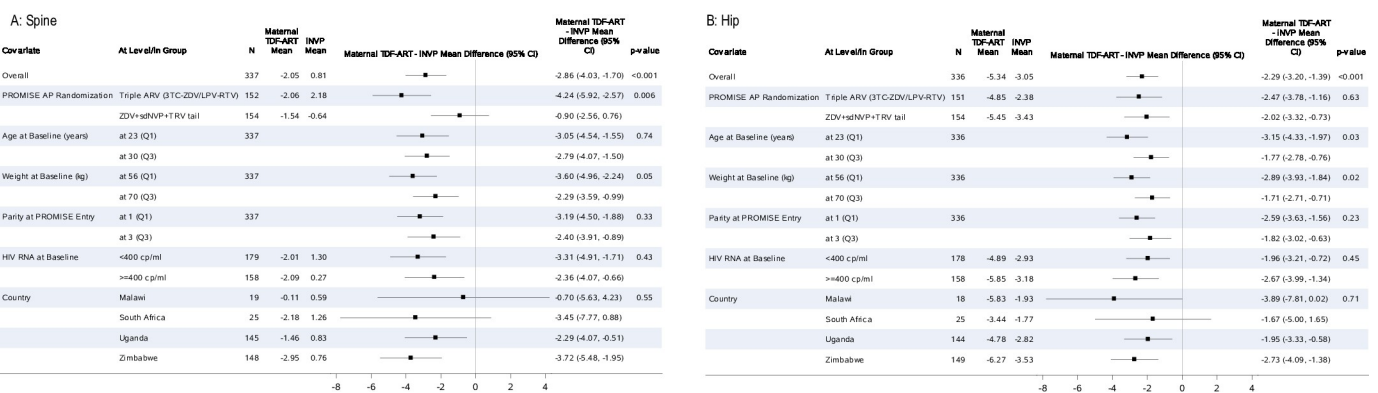 A: Spine
Covariate At Level/in Group N Maternal TDF-ART Mean iNVP Mean Maternal TDF-ART - iNVP Mean Difference (95% CI) Maternal TDF-ART - iNVP Mean Difference (95% CI) p-value
Overall 337 -2.05 0.81 -2.86 (-4.03, -1.70) <0.001
PROMISE AP Randomization Triple ARV (3TC-ZDV/LPV-RTV) 152 -2.06 2.18 -4.24 (-5.92, -2.57) 0.006
ZDV+sdNVP+TRV tail 154 -1.54 -0.64 -0.90 (-2.56, 0.76)
Age at Baseline (years) at 23 (Q1) 337 -3.05 (-4.54, -1.55) 0.74
at 30 (Q3) -2.79 (-4.07, -1.50)
Weight at Baseline (kg) at 56 (Q1) 337 -3.60 (-4.96, -2.24) 0.05
at 70 (Q3) -2.29 (-3.59, -0.99)
Parity at PROMISE Entry at 1 (Q1) 337 -3.19 (-4.50, -1.88) 0.33
at 3 (Q3) -2.40 (-3.91, -0.89)
HIV RNA at Baseline <400 cp/ml 179 -2.01 1.30 -3.31 (-4.91, -1.71) 0.43
>=400 cp/ml 158 -2.09 0.27 -2.36 (-4.07, -0.66)
Country Malawi 19 -0.11 0.59 -0.70 (-5.63, 4.23) 0.55
South Africa 25 -2.18 1.26 -3.45 (-7.77, 0.88)
Uganda 145 -1.46 0.83 -2.29 (-4.07, -0.51)
Zimbabwe 148 -2.95 0.76 -3.72 (-5.48, -1.95)
-8 -6 -4 -2 0 2 4
B: Hip
Covariate At Level/in Group N Maternal TDF-ART Mean iNVP Mean Maternal TDF-ART - iNVP Mean Difference (95% CI) Maternal TDF-ART - iNVP Mean Difference (95% CI) p-value
Overall 336 -5.34 -3.05 -2.29 (-3.20, -1.39) <0.001
PROMISE AP Randomization Triple ARV (3TC-ZDV/LPV-RTV) 151 -4.85 -2.38 -2.47 (-3.78, -1.16) 0.63
ZDV+sdNVP+TRV tail 154 -5.45 -3.43 -2.02 (-3.32, -0.73)
Age at Baseline (years) at 23 (Q1) 336 -3.15 (-4.33, -1.97) 0.03
at 30 (Q3) -1.77 (-2.78, -0.76)
Weight at Baseline (kg) at 56 (Q1) 336 -2.89 (-3.93, -1.84) 0.02
at 70 (Q3) -1.71 (-2.71, -0.71)
Parity at PROMISE Entry at 1 (Q1) 336 -2.59 (-3.63, -1.56) 0.23
at 3 (Q3) -1.82 (-3.02, -0.63)
HIV RNA at Baseline <400 cp/ml 178 -4.89 -2.93 -1.96 (-3.21, -0.72) 0.45
>=400 cp/ml 158 -5.85 -3.18 -2.67 (-3.99, -1.34)
Country Malawi 18 -5.83 -1.93 -3.89 (-7.81, 0.02) 0.71
South Africa 25 -3.44 -1.77 -1.67 (-5.00, 1.65)
Uganda 144 -4.78 -2.82 -1.95 (-3.33, -0.58)
Zimbabwe 149 -6.27 -3.53 -2.73 (-4.09, -1.38)
-8 -6 -4 -2 0 2 4